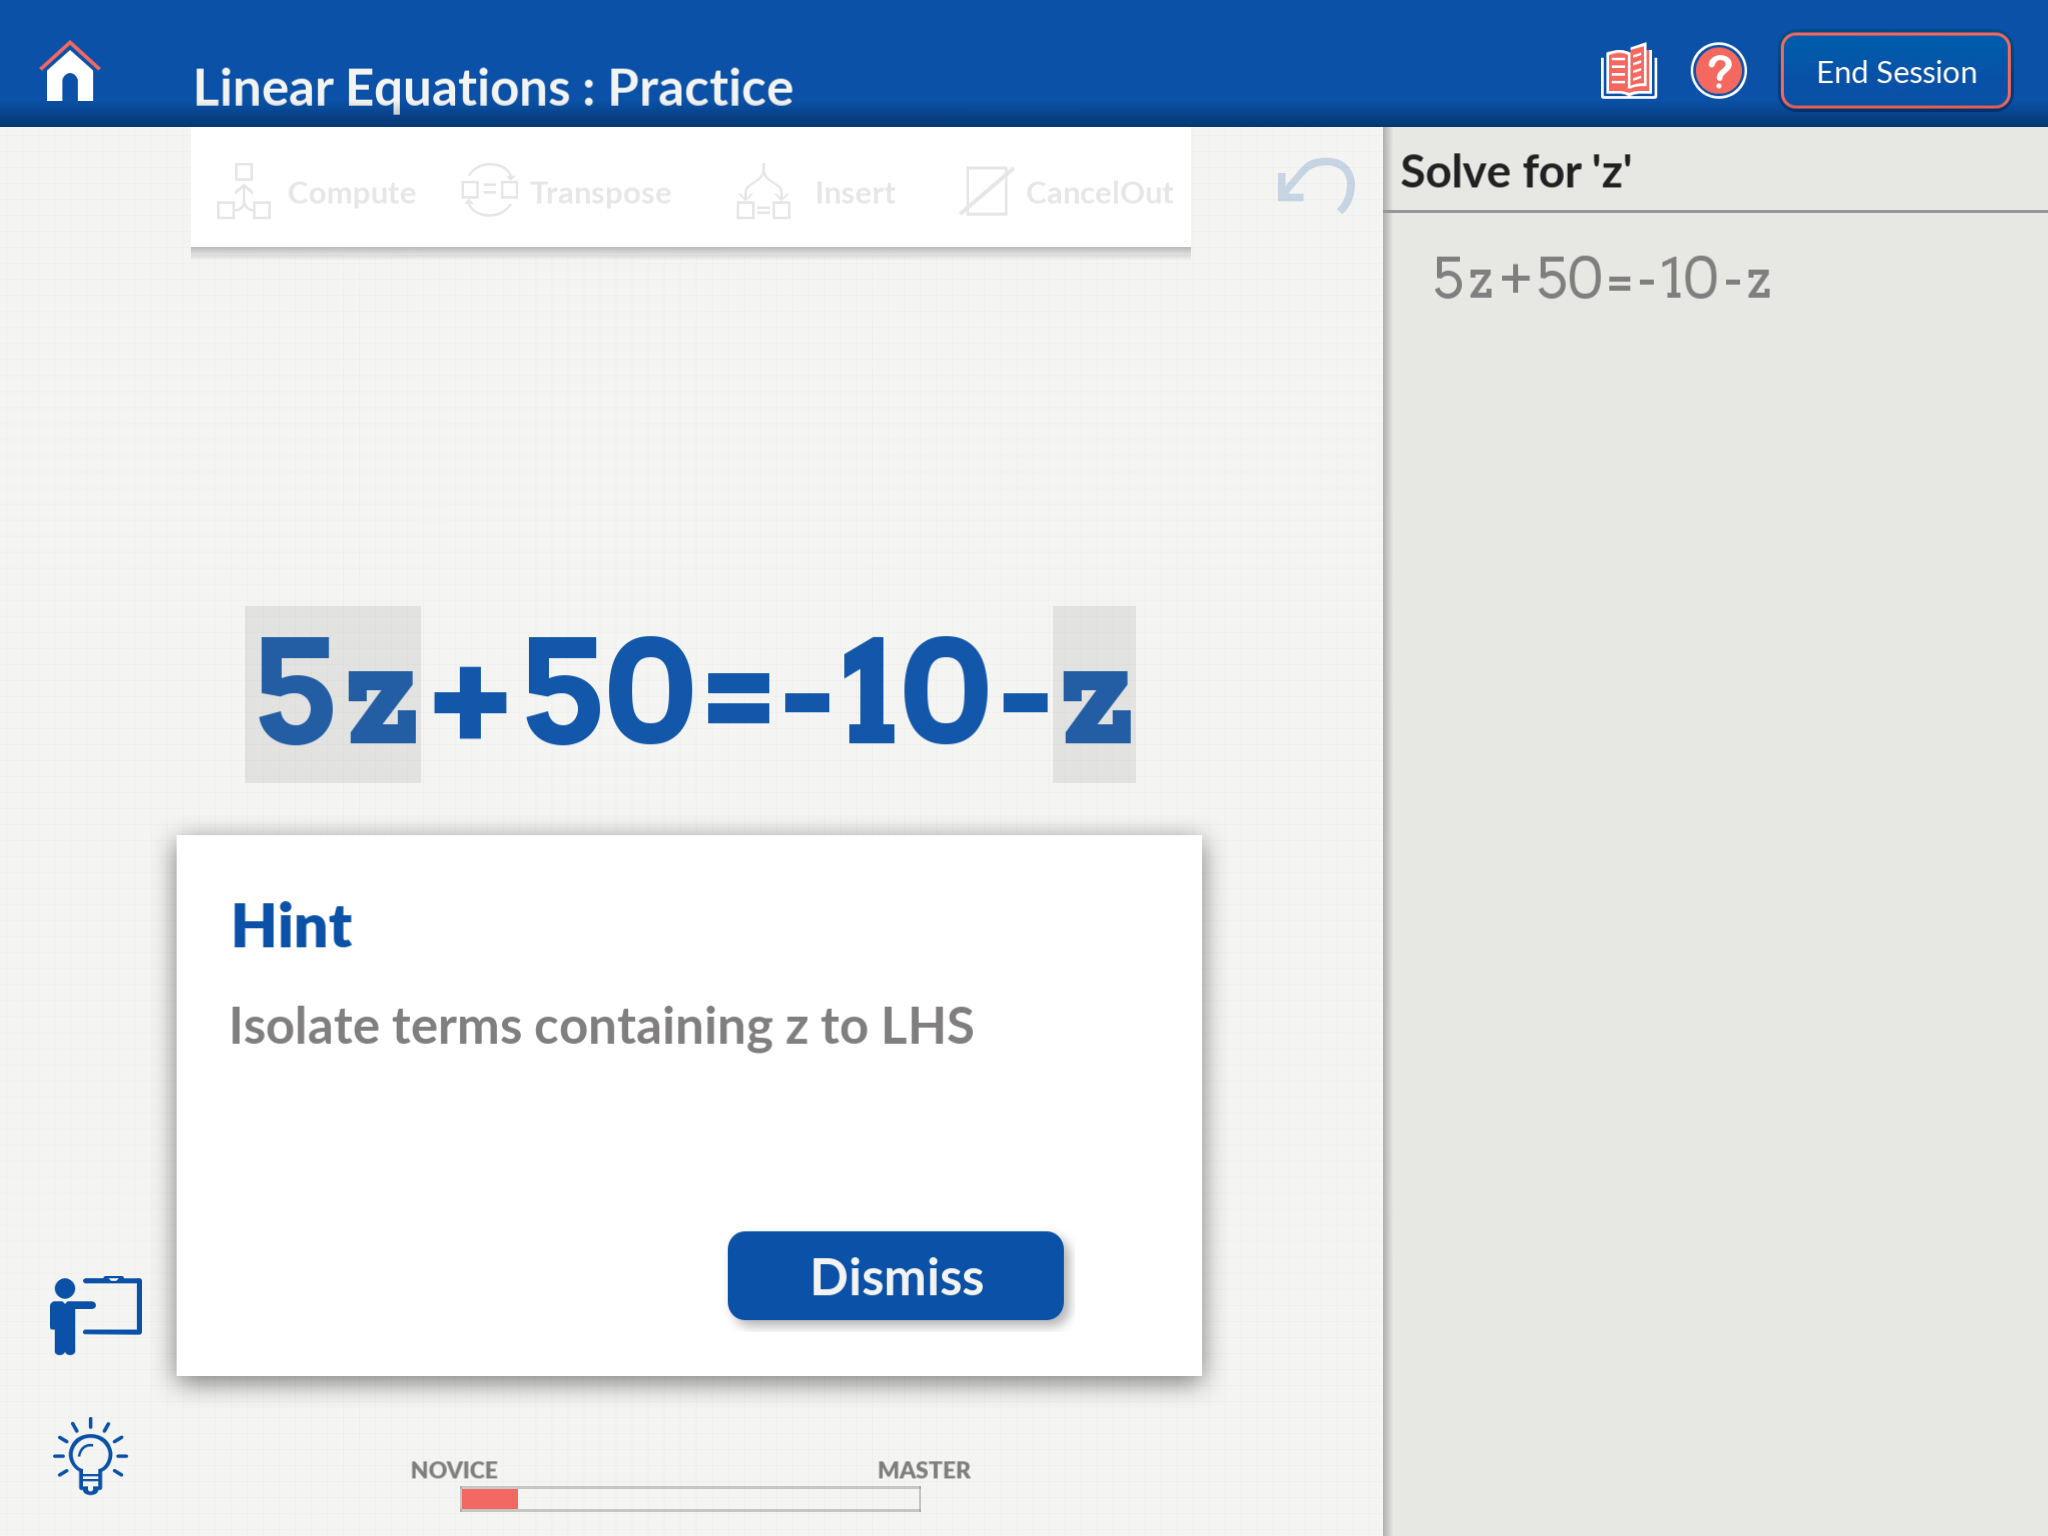 Linear Equations : Practice
End Session
Compute Transpose Insert CancelOut
Solve for 'z'
5z+50=-10-z
5z+50=-10-z
Hint
Isolate terms containing z to LHS
Dismiss
NOVICE MASTER